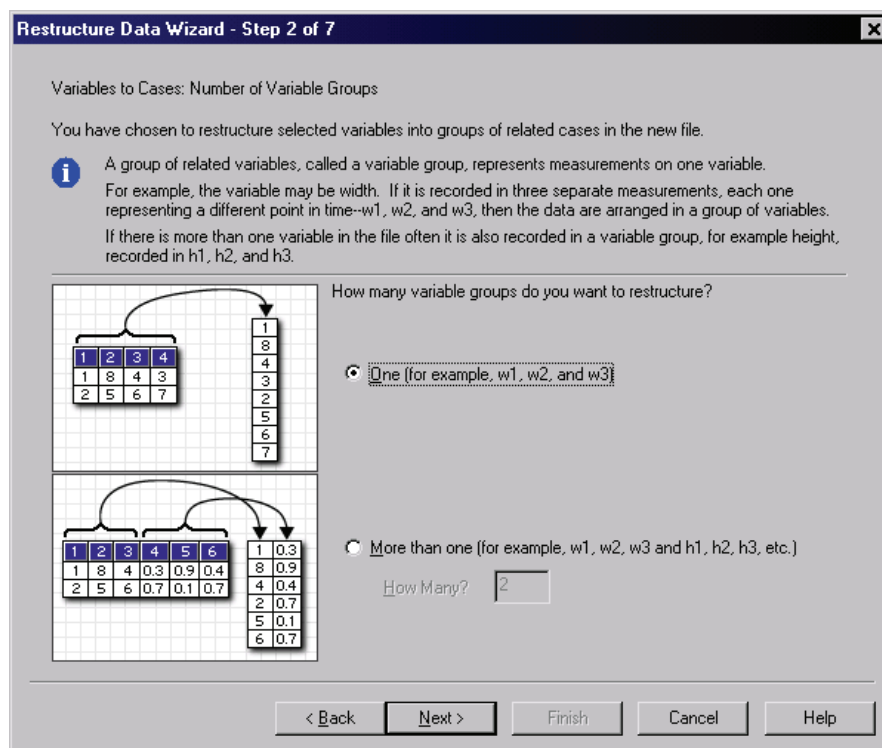 Restructure Data Wizard - Step 2 of 7
Variables to Cases: Number of Variable Groups
You have chosen to restructure selected variables into groups of related cases in the new file.
A group of related variables, called a variable group, represents measurements on one variable.
For example, the variable may be width. If it is recorded in three separate measurements, each one
representing a different point in time--w1, w2, and w3, then the data are arranged in a group of variables.
If there is more than one variable in the file often it is also recorded in a variable group, for example height,
recorded in h1, h2, and h3.
How many variable groups do you want to restructure?
1 2 3 4
1 8 4 3
2 5 6 7
1
8
4
3
2
5
6
7
One (for example, w1, w2, and w3)
1 2 3 4 5 6
1 8 4 0.3 0.9 0.4
2 5 6 0.7 0.1 0.7
1 0.3
8 0.9
4 0.4
2 0.7
5 0.1
6 0.7
More than one (for example, w1, w2, w3 and h1, h2, h3, etc.)
How Many? 2
< Back Next > Finish Cancel Help